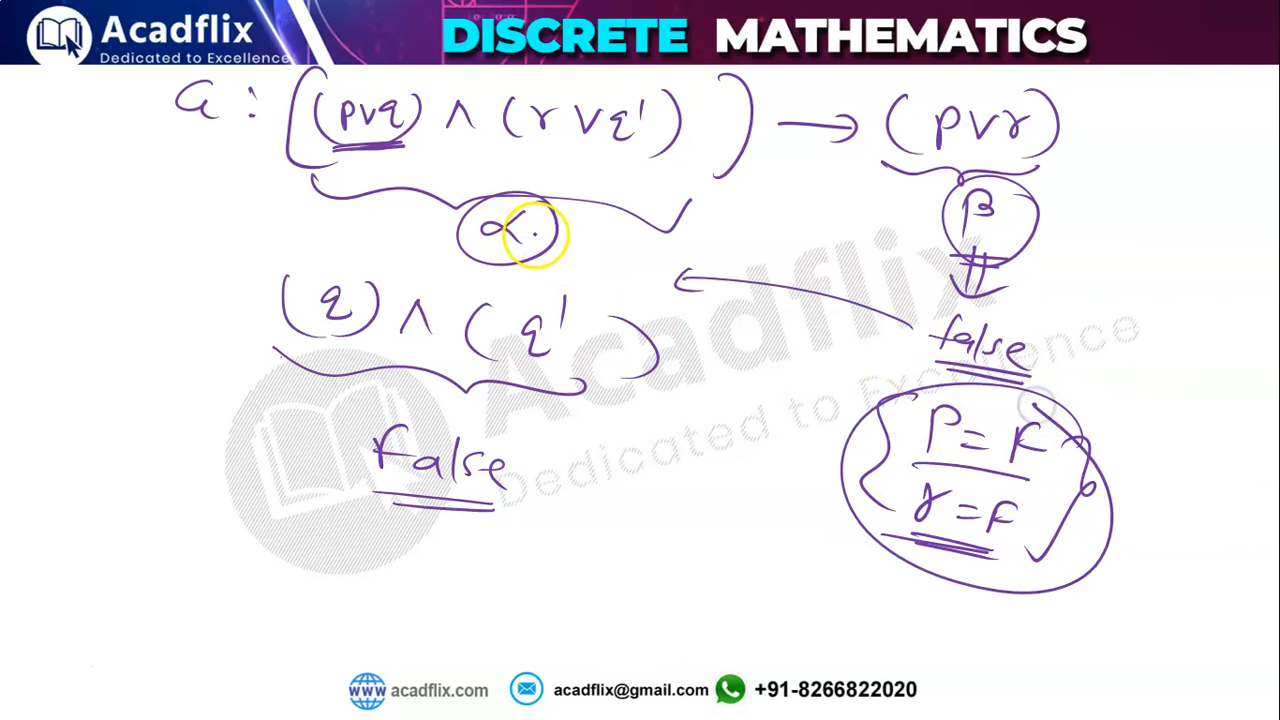 Acadflix
Dedicated to Excellence
DISCRETE MATHEMATICS
a : ((p∨q) ∧ (r∨q')) → (p∨r)
α. β
(q) ∧ (q') false
False
P = F
r = F
Acadflix
Dedicated to Excellence
www acadflix.com acadflix@gmail.com +91-8266822020